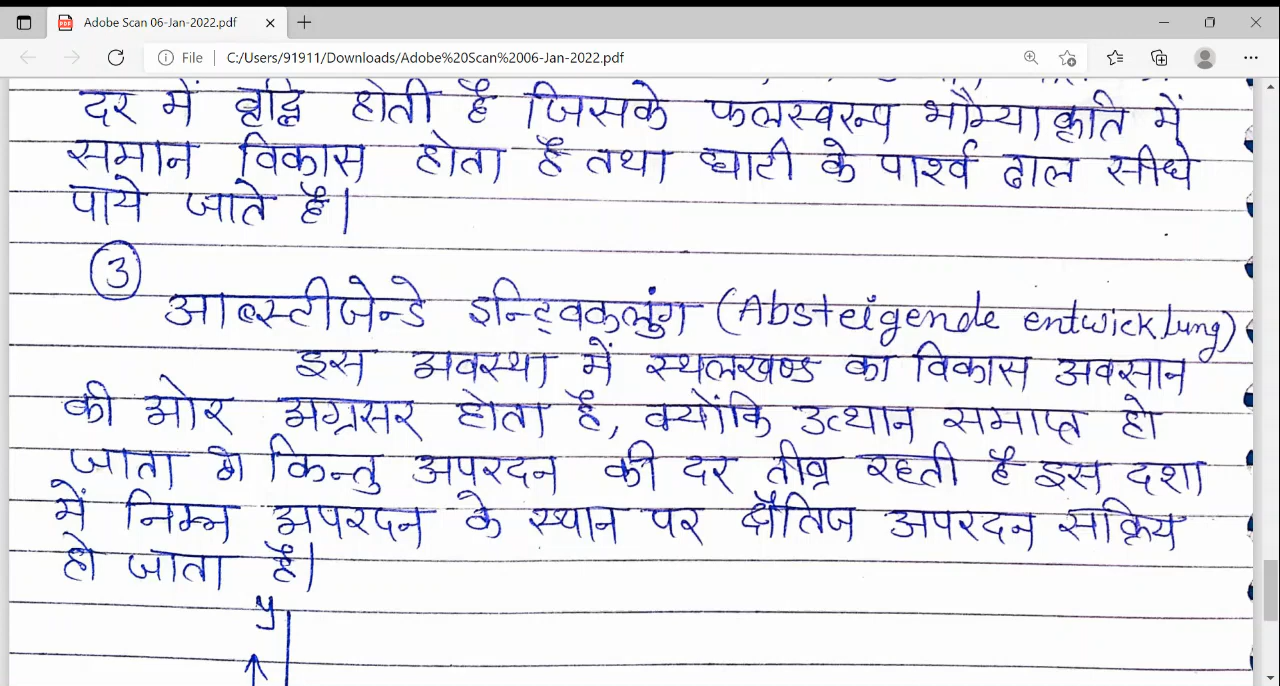 Adobe Scan 06-Jan-2022.pdf
File | C:/Users/91911/Downloads/Adobe%20Scan%2006-Jan-2022.pdf
दर में वृद्धि होती है जिसके फलस्वरूप भौम्याकृति में
समान विकास होता है तथा घाटी के पार्श्व ढाल सीधे
पाये जाते है।
3
आब्स्टीजेन्डे इन्टि्वकलुंग (Absteigende entwicklung)
इस अवस्था में स्थलखण्ड का विकास अवसान
की ओर अग्रसर होता है, क्योंकि उत्थान समाप्त हो
जाता किन्तु अपरदन की दर तीव्र रहती है इस दशा
में निम्न अपरदन के स्थान पर क्षैतिज अपरदन सक्रिय
हो जाता है।
y